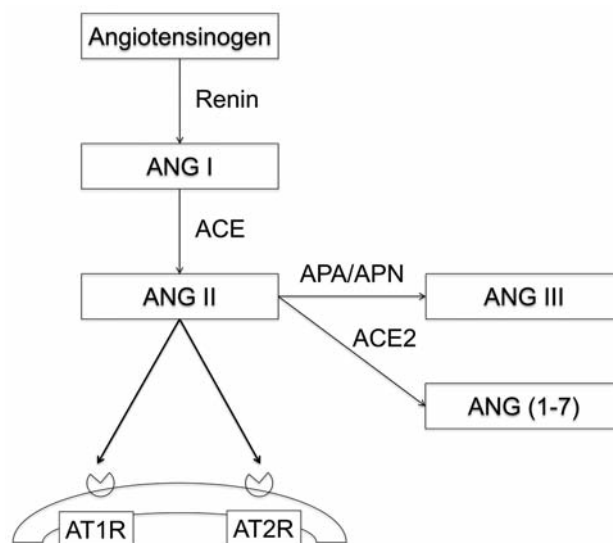 Angiotensinogen
Renin
ANG I
ACE
ANG II
APA/APN
ANG III
ACE2
ANG (1-7)
AT1R
AT2R